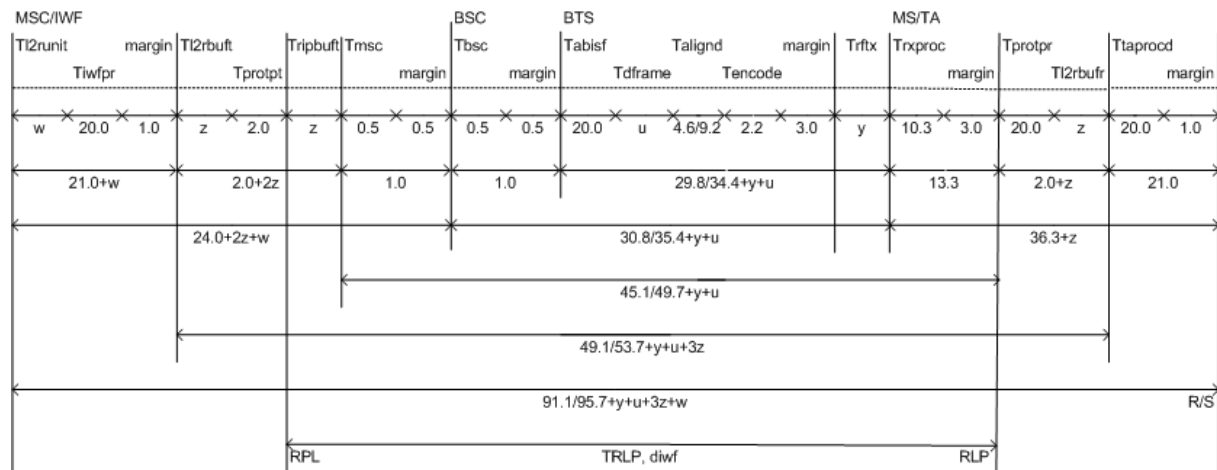 MSC/IWF BSC BTS MS/TA
Tl2runit margin Tl2rbuft Tripbuft Tmsc Tbsc Tabisf Talignd margin Trftx Trxproc Tprotpr Ttaprocd
Tiwfpr Tprotpt margin margin Tdframe Tencode margin Tl2rbufr margin
w 20.0 1.0 z 2.0 z 0.5 0.5 0.5 0.5 20.0 u 4.6/9.2 2.2 3.0 y 10.3 3.0 20.0 z 20.0 1.0
21.0+w 2.0+2z 1.0 1.0 29.8/34.4+y+u 13.3 2.0+z 21.0
24.0+2z+w 30.8/35.4+y+u 36.3+z
45.1/49.7+y+u
49.1/53.7+y+u+3z
91.1/95.7+y+u+3z+w R/S
RPL TRLP, diwf RLP